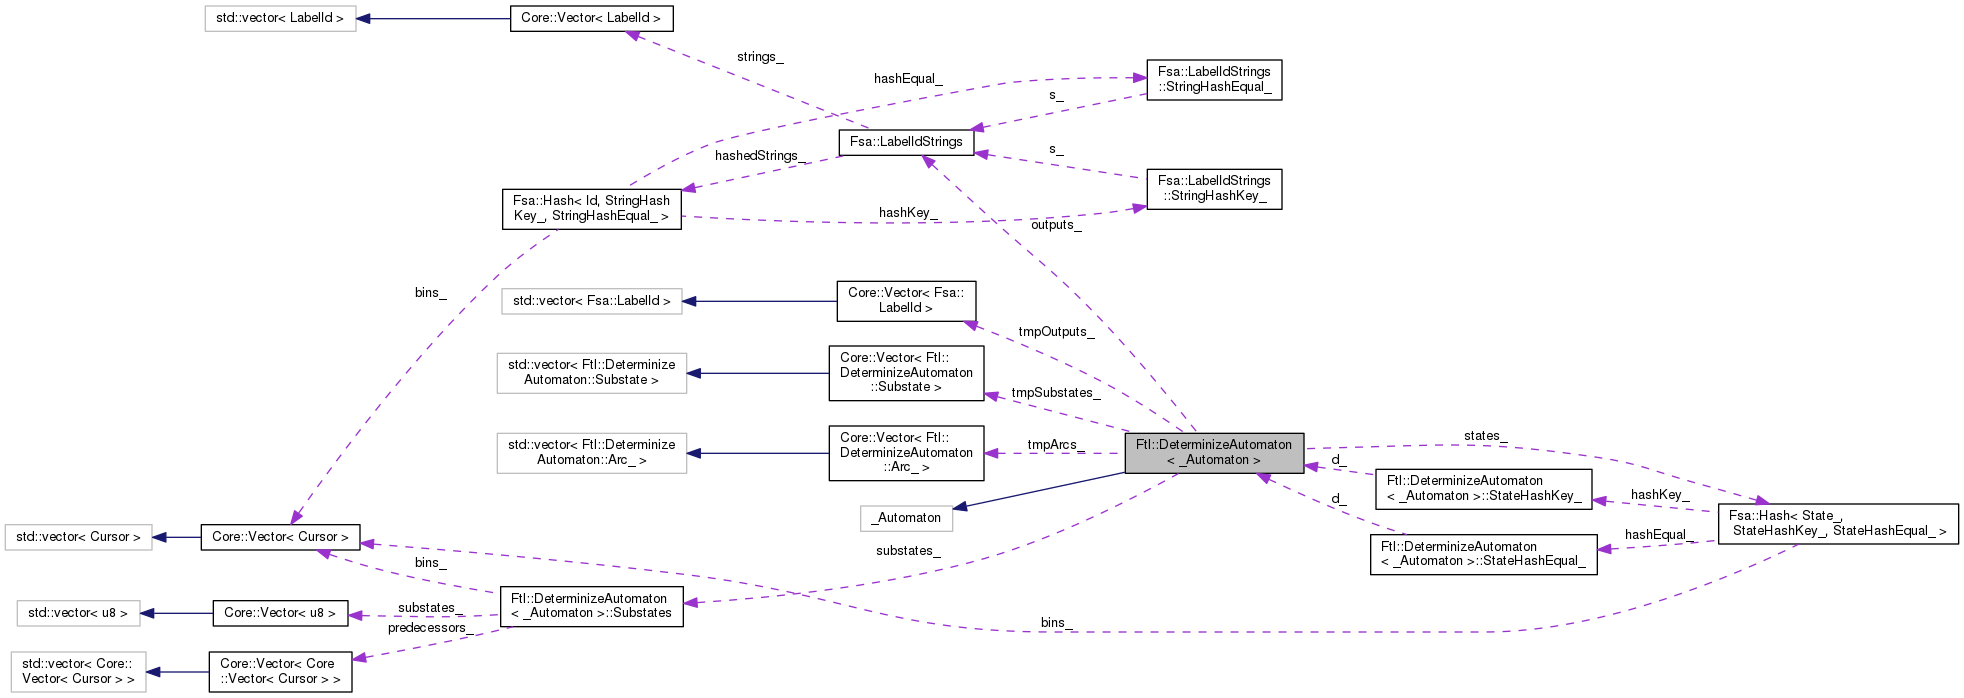 std::vector< LabelId >
Core::Vector< LabelId >
strings_
hashEqual_
Fsa::LabelIdStrings
::StringHashEqual_
s_
Fsa::LabelIdStrings
hashedStrings_
s_
Fsa::LabelIdStrings
::StringHashKey_
Fsa::Hash< Id, StringHash
Key_, StringHashEqual_ >
hashKey_
outputs_
bins_
std::vector< Fsa::LabelId >
Core::Vector< Fsa::
LabelId >
tmpOutputs_
std::vector< Ftl::Determinize
Automaton::Substate >
Core::Vector< Ftl::
DeterminizeAutomaton
::Substate >
tmpSubstates_
std::vector< Ftl::Determinize
Automaton::Arc_ >
Core::Vector< Ftl::
DeterminizeAutomaton
::Arc_ >
tmpArcs_
Ftl::DeterminizeAutomaton
< _Automaton >
states_
d_
Ftl::DeterminizeAutomaton
< _Automaton >::StateHashKey_
hashKey_
d_
_Automaton
Fsa::Hash< State_,
StateHashKey_, StateHashEqual_ >
hashEqual_
Ftl::DeterminizeAutomaton
< _Automaton >::StateHashEqual_
std::vector< Cursor >
Core::Vector< Cursor >
substates_
bins_
Ftl::DeterminizeAutomaton
< _Automaton >::Substates
std::vector< u8 >
Core::Vector< u8 >
substates_
predecessors_
bins_
std::vector< Core::
Vector< Cursor > >
Core::Vector< Core
::Vector< Cursor > >